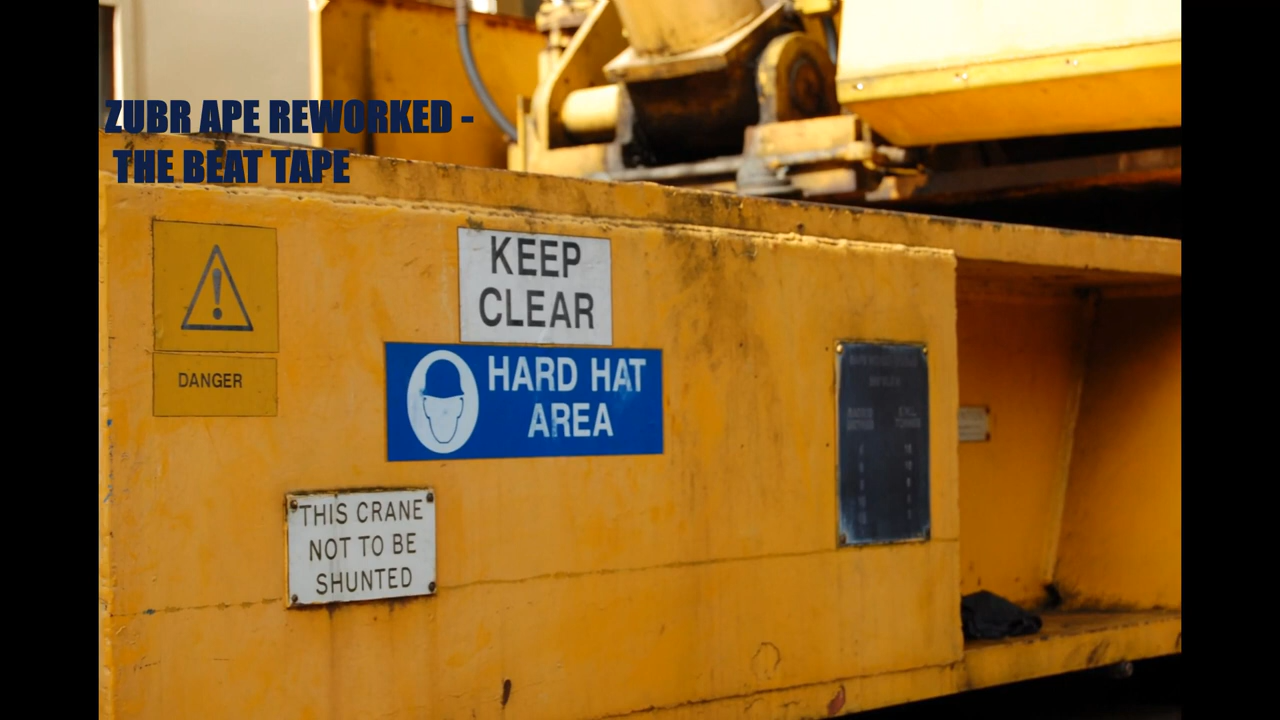 ZUBR APE REWORKED -
THE BEAT TAPE
KEEP
CLEAR
HARD HAT
AREA
DANGER
THIS CRANE
NOT TO BE
SHUNTED